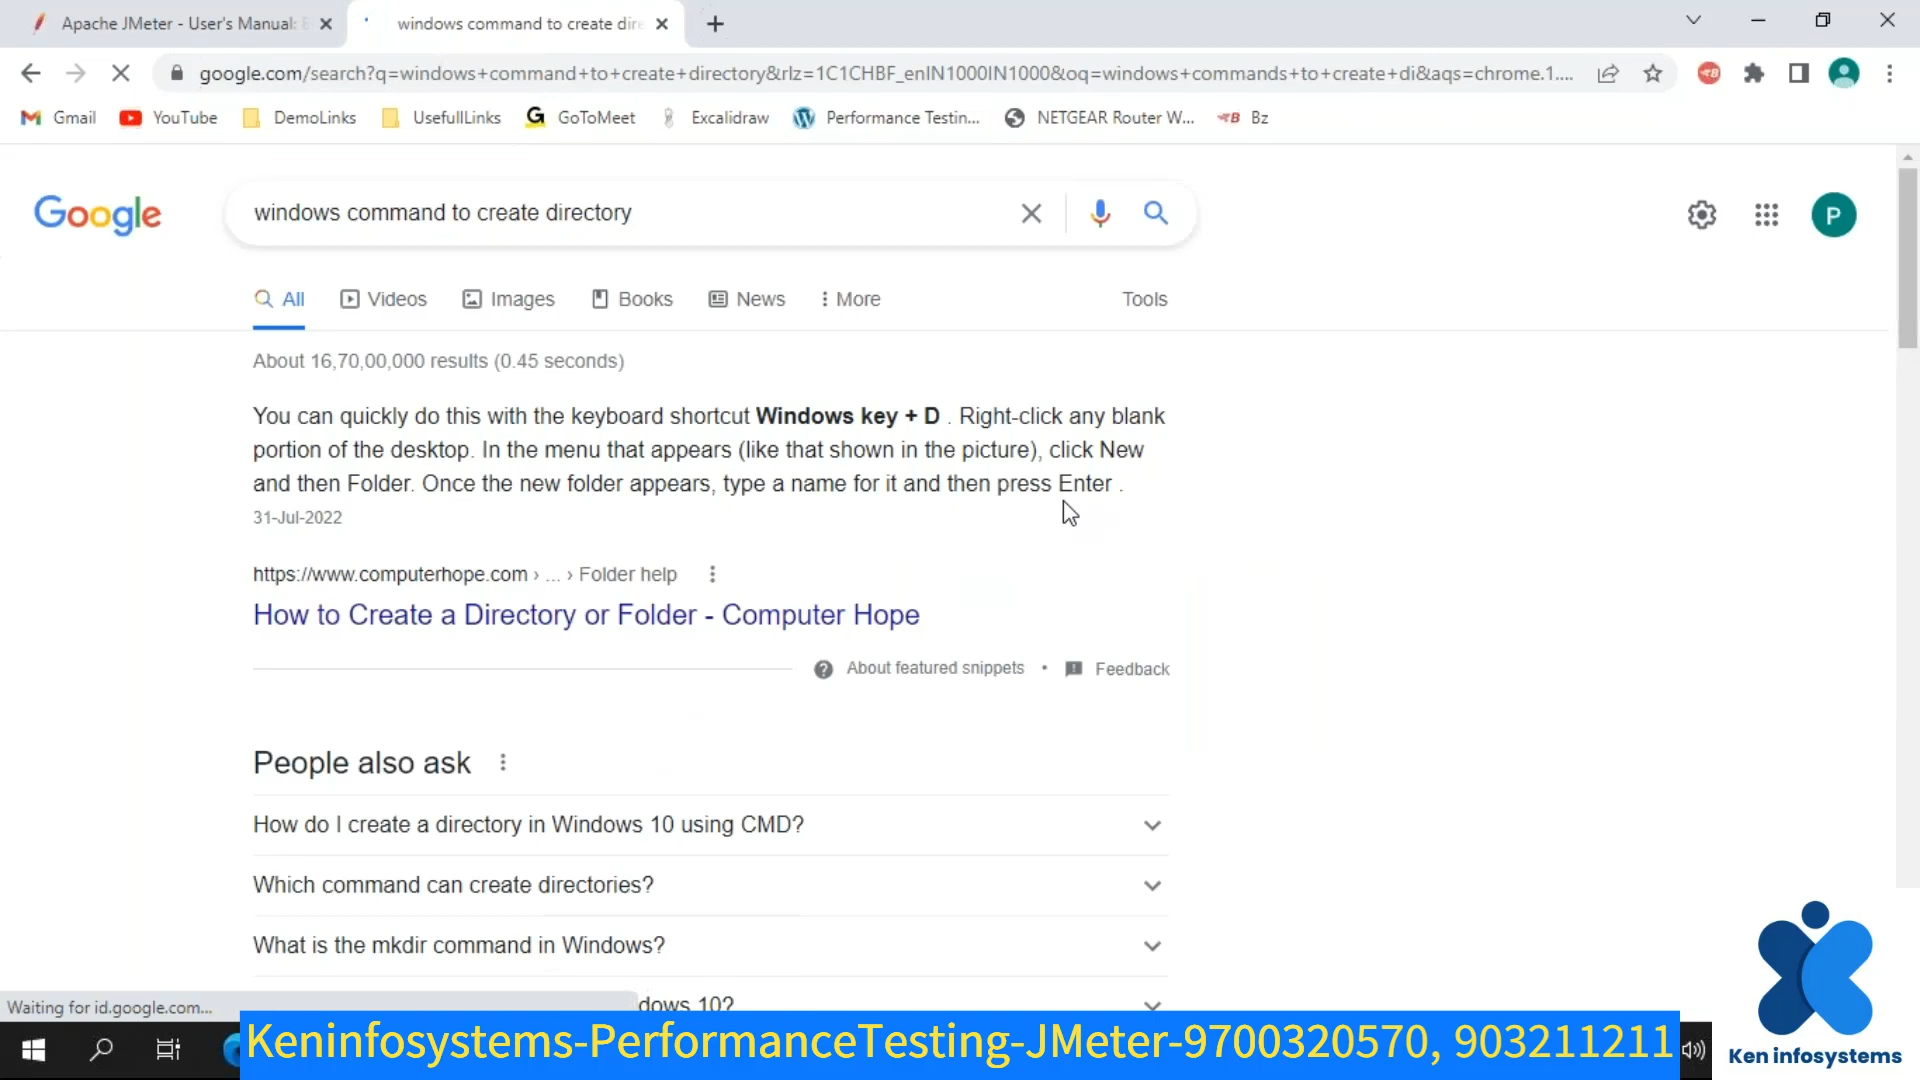 Apache JMeter - User's Manual:
windows command to create dire
google.com/search?q=windows+command+to+create+directory&rlz=1C1CHBF_enIN1000IN1000&oq=windows+commands+to+create+di&aqs=chrome.1....
Gmail
YouTube
DemoLinks
UsefullLinks
GoToMeet
Excalidraw
Performance Testin...
NETGEAR Router W...
Bz
Google
windows command to create directory
P
All
Videos
Images
Books
News
More
Tools
About 16,70,00,000 results (0.45 seconds)
You can quickly do this with the keyboard shortcut Windows key + D . Right-click any blank
portion of the desktop. In the menu that appears (like that shown in the picture), click New
and then Folder. Once the new folder appears, type a name for it and then press Enter .
31-Jul-2022
https://www.computerhope.com › ... › Folder help
How to Create a Directory or Folder - Computer Hope
About featured snippets • Feedback
People also ask
How do I create a directory in Windows 10 using CMD?
Which command can create directories?
What is the mkdir command in Windows?
dows 10?
Waiting for id.google.com...
Keninfosystems-PerformanceTesting-JMeter-9700320570, 903211211
Ken infosystems